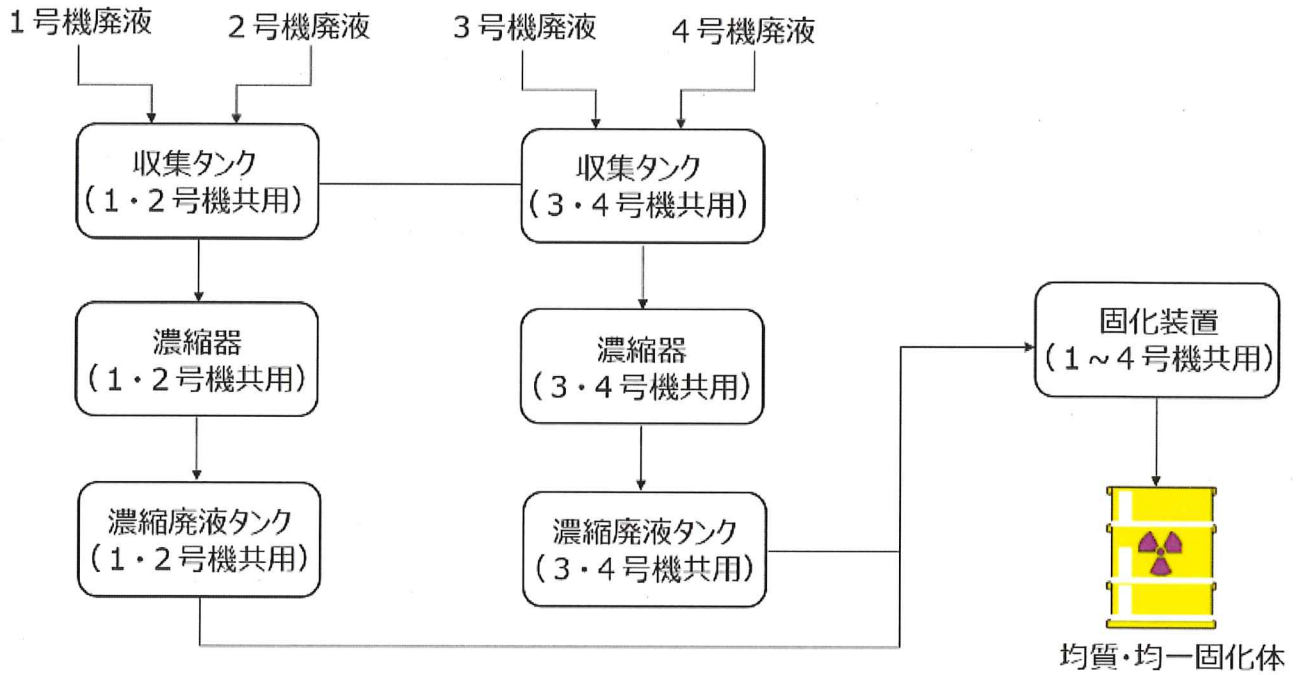 1号機廃液
2号機廃液
3号機廃液
4号機廃液
収集タンク
(1・2号機共用)
収集タンク
(3・4号機共用)
濃縮器
(1・2号機共用)
濃縮器
(3・4号機共用)
固化装置
(1~4号機共用)
濃縮廃液タンク
(1・2号機共用)
濃縮廃液タンク
(3・4号機共用)
均質・均一固化体